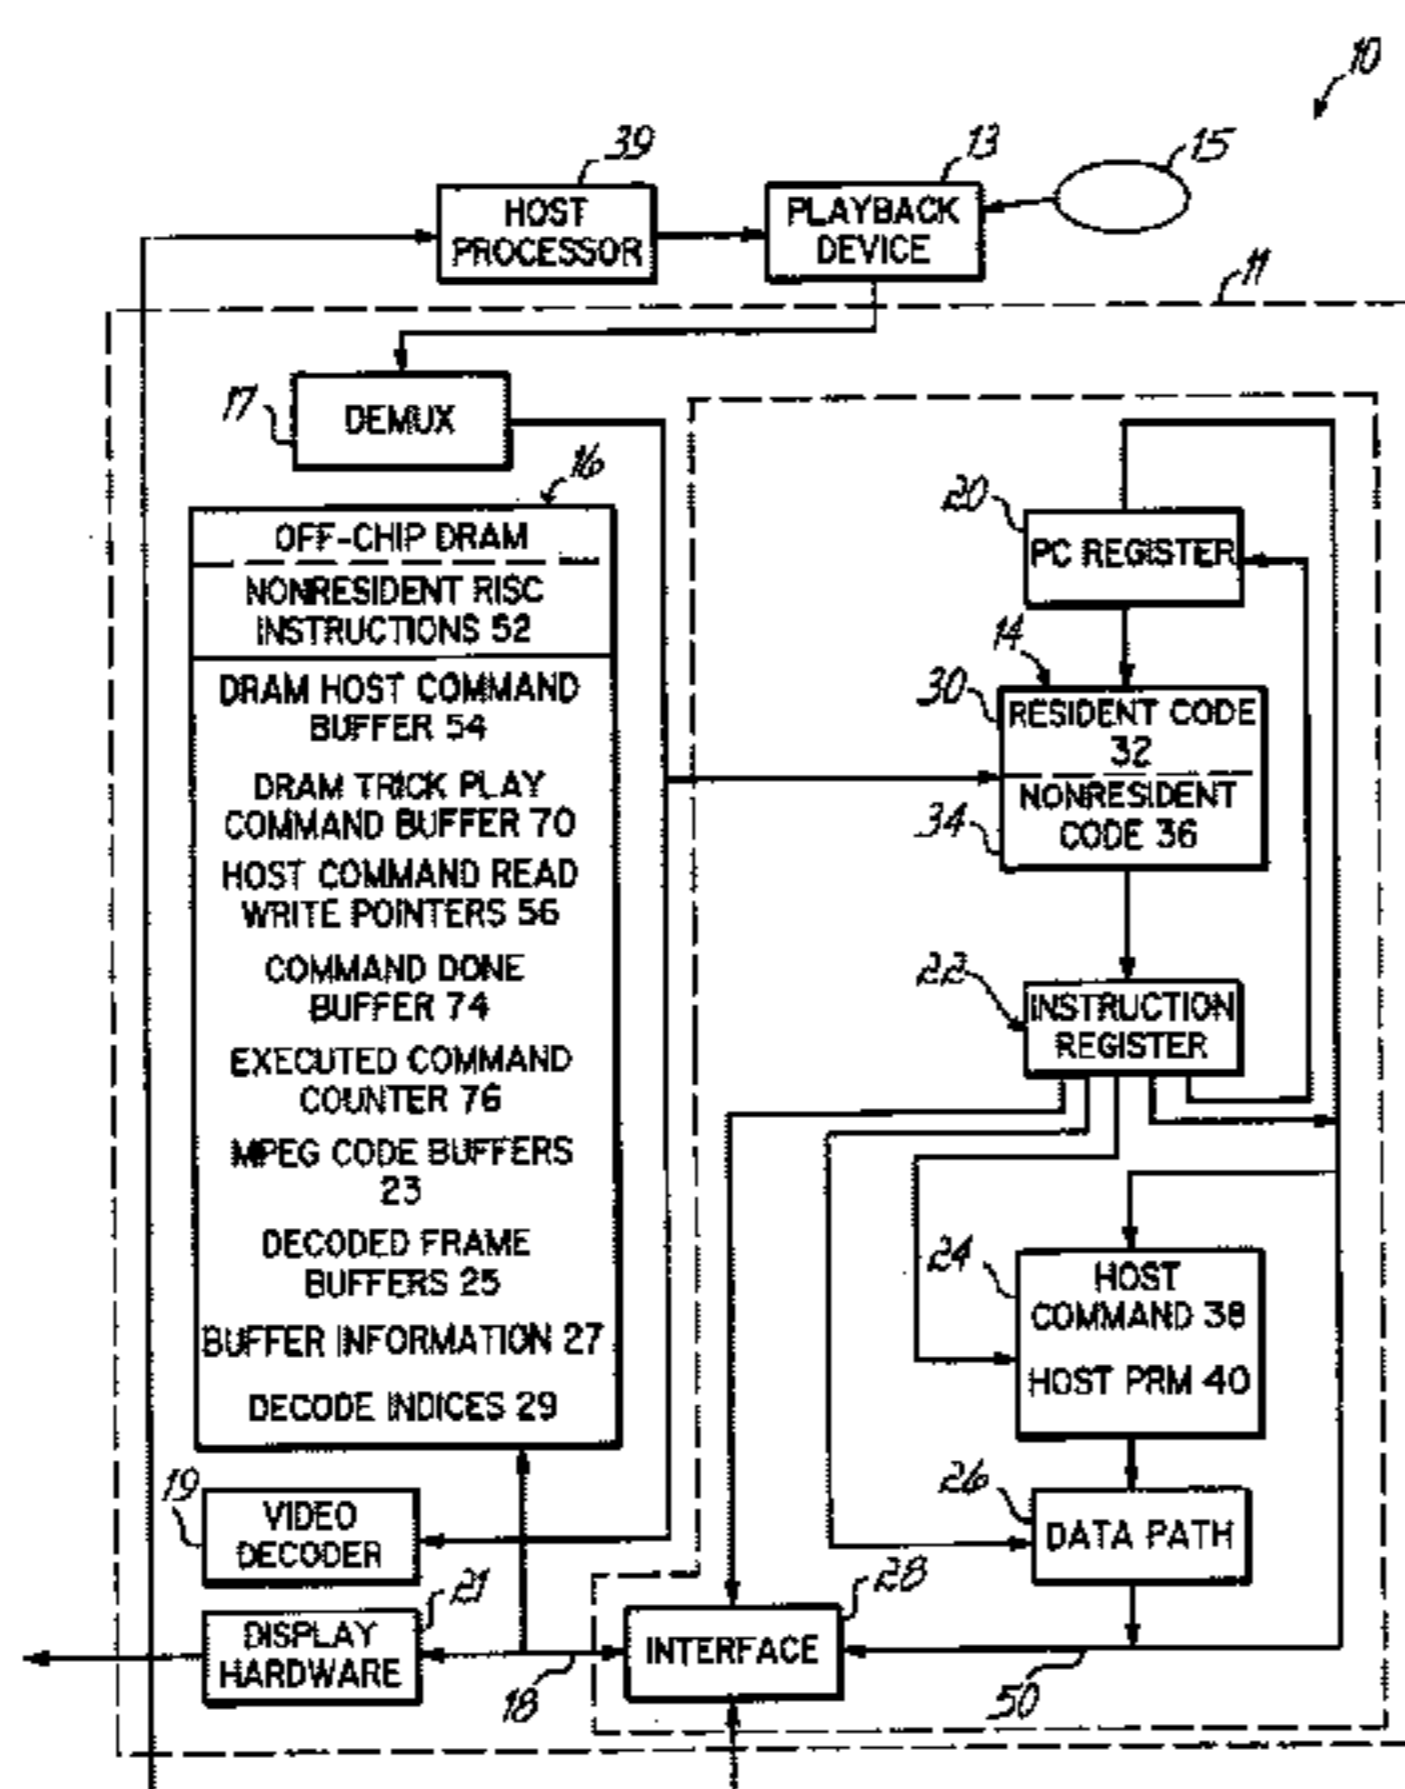 10
39
HOST
PROCESSOR
13
PLAYBACK
DEVICE
15
11
17
DEMUX
16
OFF-CHIP DRAM
NONRESIDENT RISC
INSTRUCTIONS 52
DRAM HOST COMMAND
BUFFER 54
DRAM TRICK PLAY
COMMAND BUFFER 70
HOST COMMAND READ
WRITE POINTERS 56
COMMAND DONE
BUFFER 74
EXECUTED COMMAND
COUNTER 76
MPEG CODE BUFFERS
23
DECODED FRAME
BUFFERS 25
BUFFER INFORMATION 27
DECODE INDICES 29
20
PC REGISTER
14
30
RESIDENT CODE
32
34
NONRESIDENT
CODE 36
22
INSTRUCTION
REGISTER
24
HOST
COMMAND 38
HOST PRM 40
26
DATA PATH
19
VIDEO
DECODER
21
DISPLAY
HARDWARE
18
28
INTERFACE
50